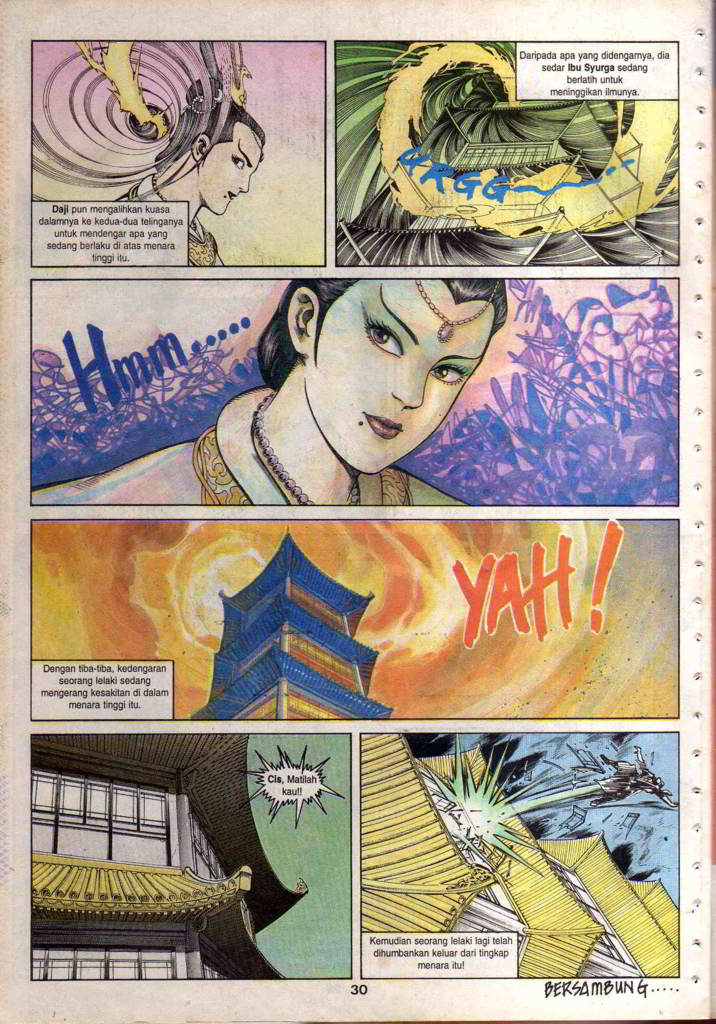 Daji pun mengalihkan kuasa
dalamnya ke kedua-dua telinganya
untuk mendengar apa yang
sedang berlaku di atas menara
tinggi itu.
Daripada apa yang didengarnya, dia
sedar Ibu Syurga sedang
berlatih untuk
meninggikan ilmunya.
URGG
Hmm.....
YAH!
Dengan tiba-tiba, kedengaran
seorang lelaki sedang
mengerang kesakitan di dalam
menara tinggi itu.
Cis, Matilah
kau!!
Kemudian seorang lelaki lagi telah
dihumbankan keluar dari tingkap
menara itu!
30
BERSAMBUNG.....